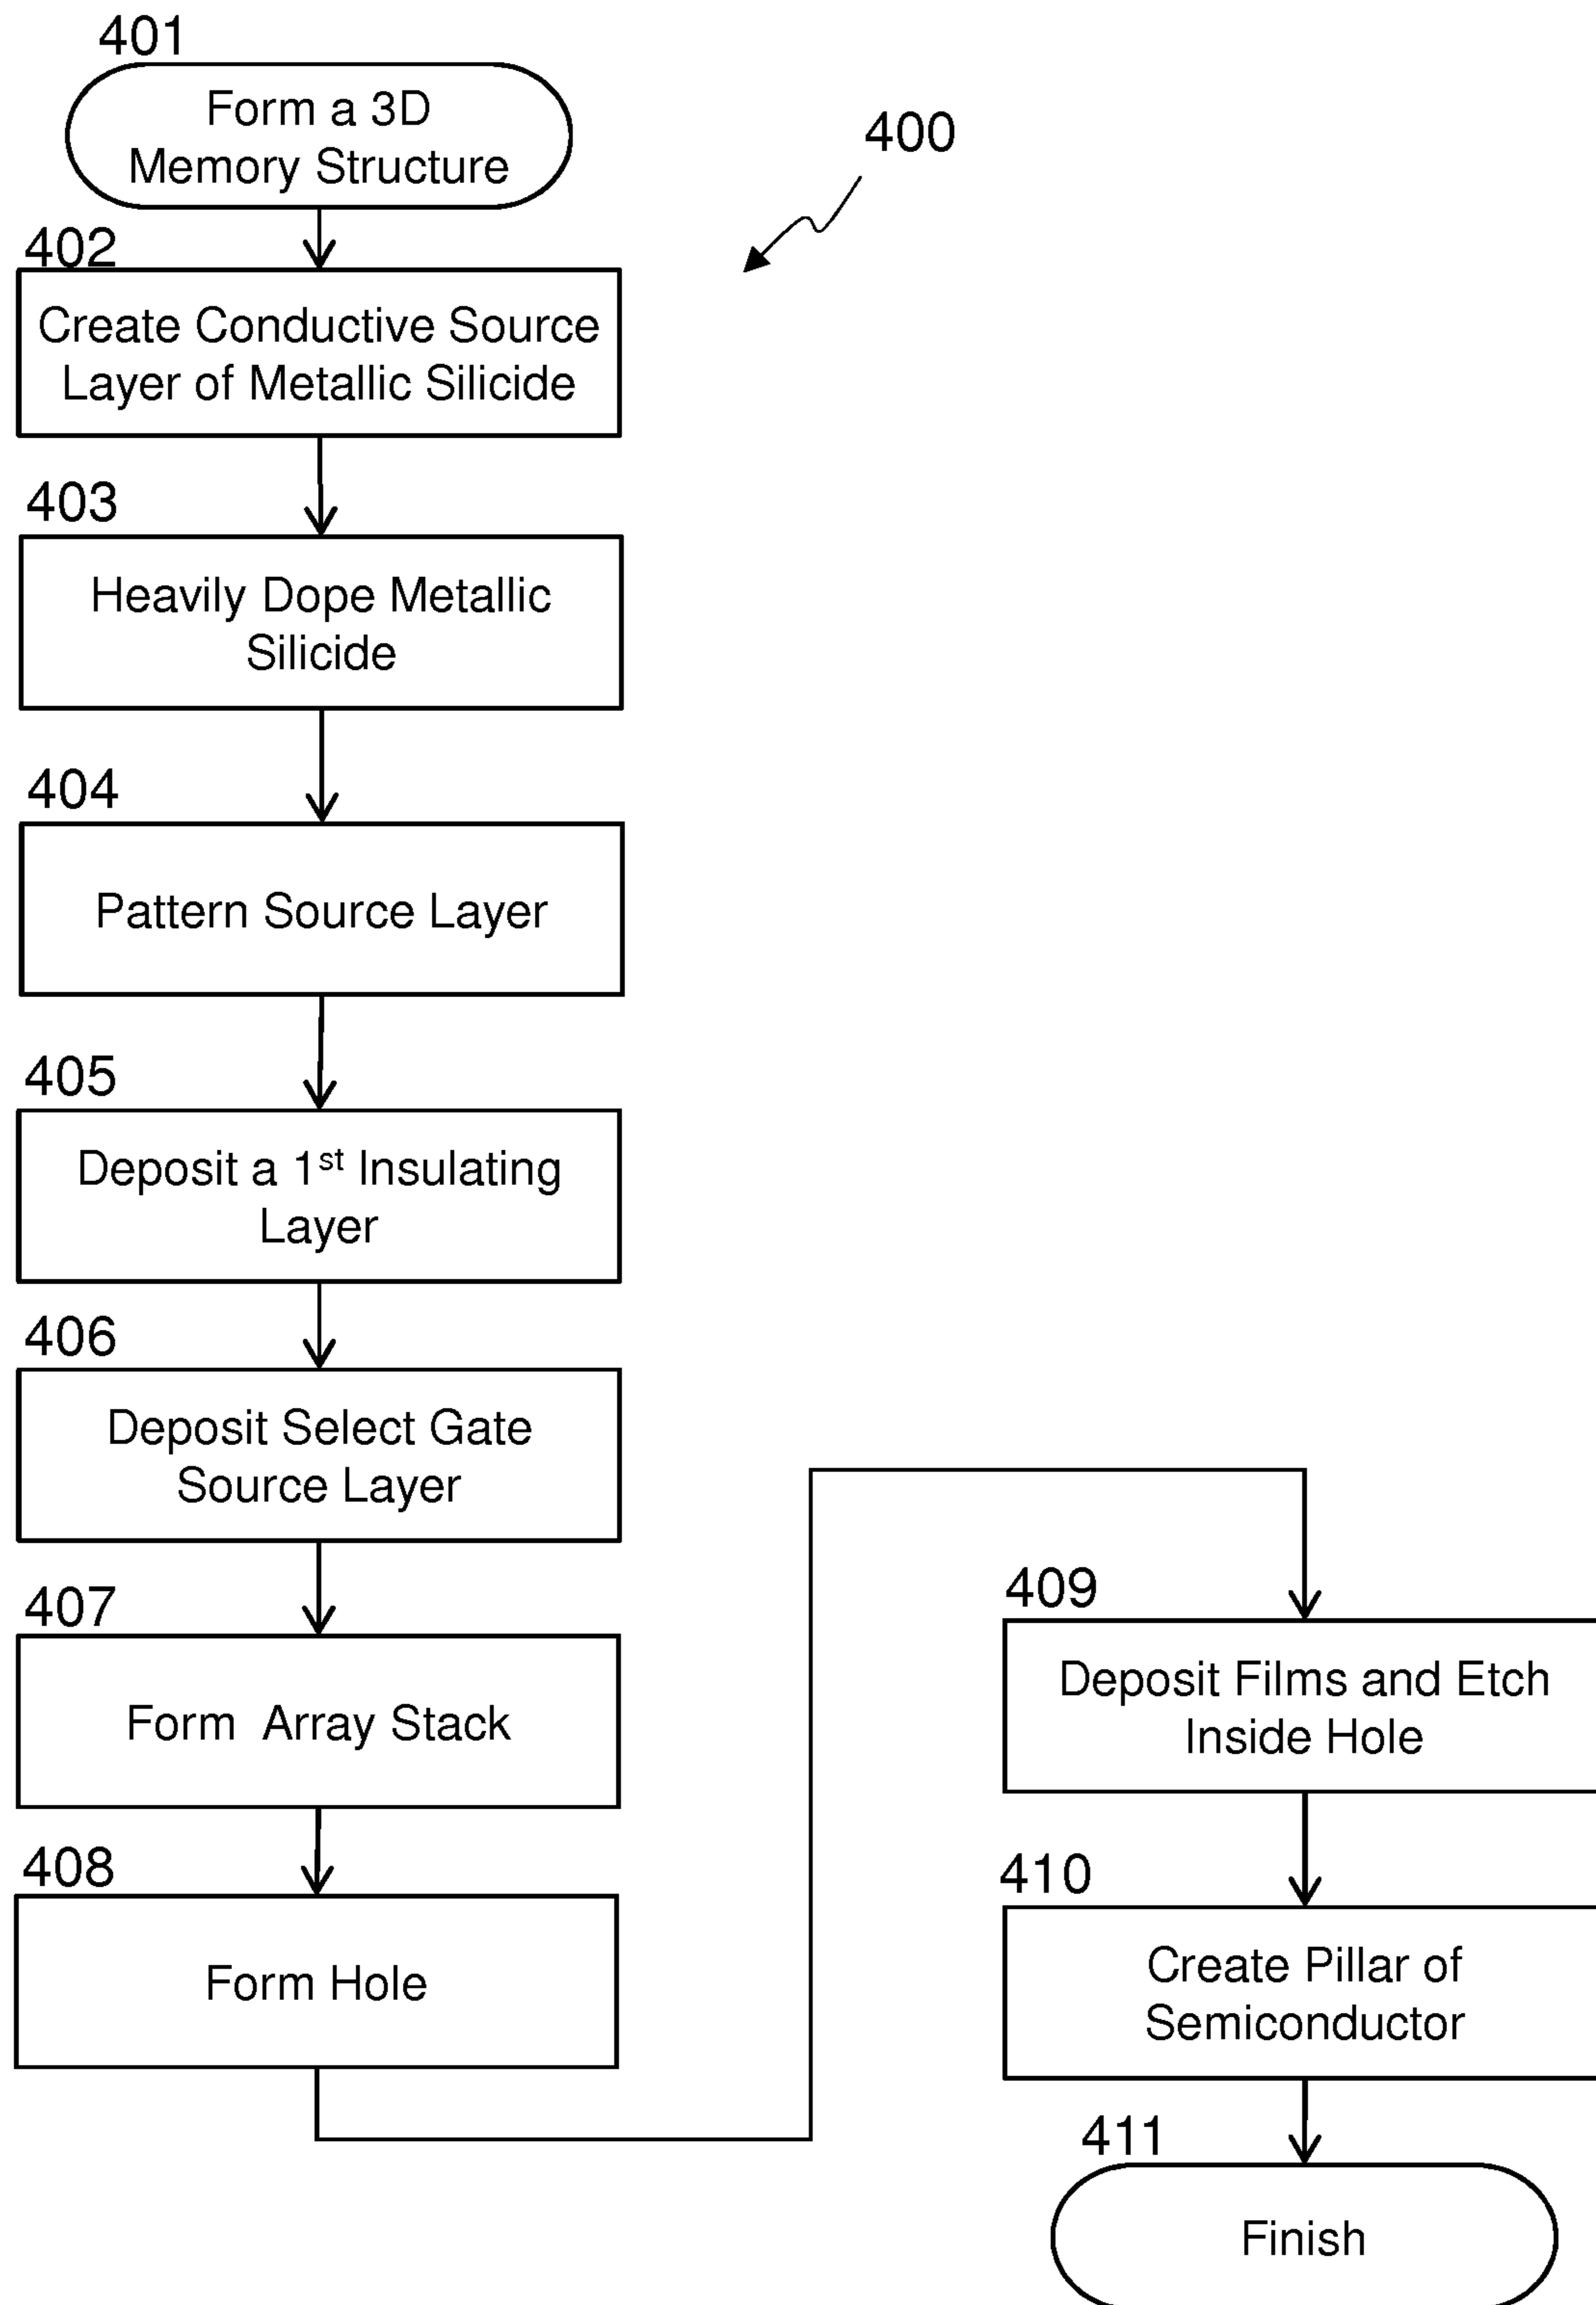 401
Form a 3D
Memory Structure
400
402
Create Conductive Source
Layer of Metallic Silicide
403
Heavily Dope Metallic
Silicide
404
Pattern Source Layer
405
Deposit a 1st Insulating
Layer
406
Deposit Select Gate
Source Layer
407
Form Array Stack
408
Form Hole
409
Deposit Films and Etch
Inside Hole
410
Create Pillar of
Semiconductor
411
Finish